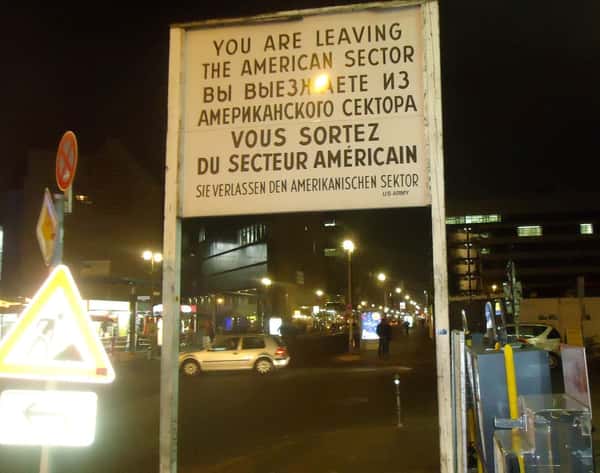 YOU ARE LEAVING
THE AMERICAN SECTOR
ВЫ ВЫЕЗЖАЕТЕ ИЗ
АМЕРИКАНСКОГО СЕКТОРА
VOUS SORTEZ
DU SECTEUR AMÉRICAIN
SIE VERLASSEN DEN AMERIKANISCHEN SEKTOR
US ARMY